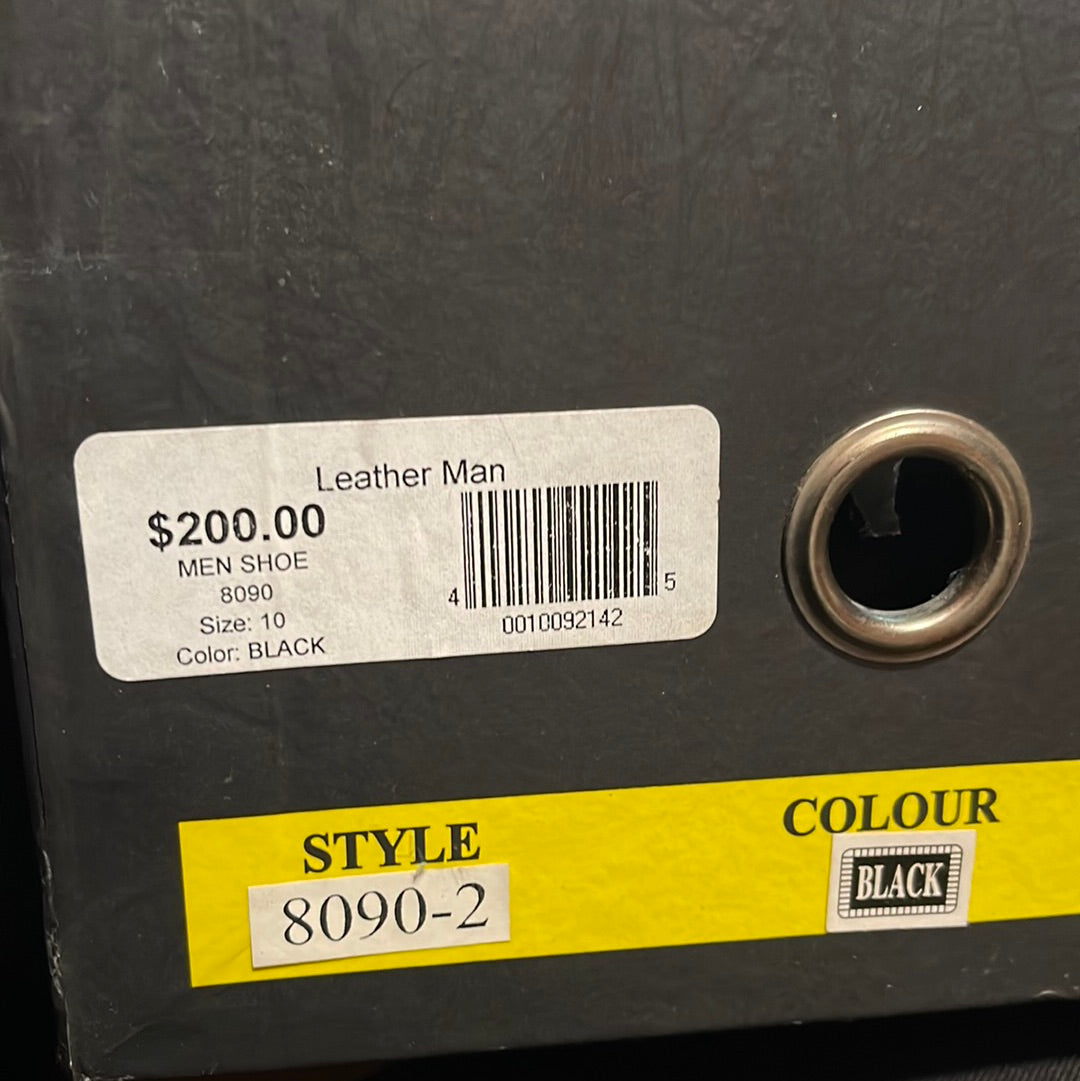 Leather Man
$200.00
MEN SHOE
8090
Size: 10
Color: BLACK
4 5
0010092142
STYLE
8090-2
COLOUR
BLACK